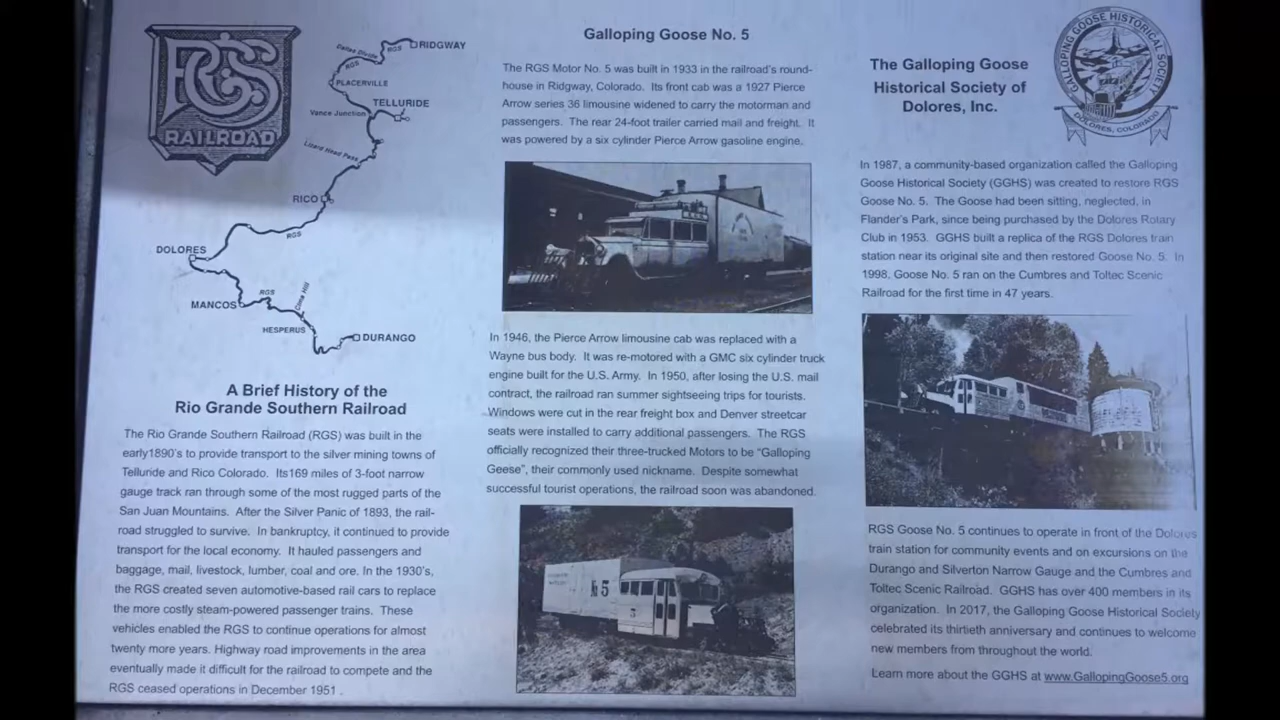 RGS
RAILROAD
RIDGWAY
Dallas Divide
RGS
RGS
PLACERVILLE
TELLURIDE
Vance Junction
Lizard Head Pass
RICO
RGS
DOLORES
RGS
MANCOS
Cima Hill
HESPERUS
DURANGO
A Brief History of the
Rio Grande Southern Railroad
The Rio Grande Southern Railroad (RGS) was built in the
early1890's to provide transport to the silver mining towns of
Telluride and Rico Colorado. Its169 miles of 3-foot narrow
gauge track ran through some of the most rugged parts of the
San Juan Mountains. After the Silver Panic of 1893, the rail-
road struggled to survive. In bankruptcy, it continued to provide
transport for the local economy. It hauled passengers and
baggage, mail, livestock, lumber, coal and ore. In the 1930's,
the RGS created seven automotive-based rail cars to replace
the more costly steam-powered passenger trains. These
vehicles enabled the RGS to continue operations for almost
twenty more years. Highway road improvements in the area
eventually made it difficult for the railroad to compete and the
RGS ceased operations in December 1951 .
Galloping Goose No. 5
The RGS Motor No. 5 was built in 1933 in the railroad's round-
house in Ridgway, Colorado. Its front cab was a 1927 Pierce
Arrow series 36 limousine widened to carry the motorman and
passengers. The rear 24-foot trailer carried mail and freight. It
was powered by a six cylinder Pierce Arrow gasoline engine.
In 1946, the Pierce Arrow limousine cab was replaced with a
Wayne bus body. It was re-motored with a GMC six cylinder truck
engine built for the U.S. Army. In 1950, after losing the U.S. mail
contract, the railroad ran summer sightseeing trips for tourists.
Windows were cut in the rear freight box and Denver streetcar
seats were installed to carry additional passengers. The RGS
officially recognized their three-trucked Motors to be “Galloping
Geese”, their commonly used nickname. Despite somewhat
successful tourist operations, the railroad soon was abandoned.
No 5
5
The Galloping Goose
Historical Society of
Dolores, Inc.
GALLOPING GOOSE HISTORICAL SOCIETY
DOLORES, COLORADO
In 1987, a community-based organization called the Galloping
Goose Historical Society (GGHS) was created to restore RGS
Goose No. 5. The Goose had been sitting, neglected, in
Flander's Park, since being purchased by the Dolores Rotary
Club in 1953. GGHS built a replica of the RGS Dolores train
station near its original site and then restored Goose No. 5. In
1998, Goose No. 5 ran on the Cumbres and Toltec Scenic
Railroad for the first time in 47 years.
RGS Goose No. 5 continues to operate in front of the Dolores
train station for community events and on excursions on the
Durango and Silverton Narrow Gauge and the Cumbres and
Toltec Scenic Railroad. GGHS has over 400 members in its
organization. In 2017, the Galloping Goose Historical Society
celebrated its thirtieth anniversary and continues to welcome
new members from throughout the world.
Learn more about the GGHS at www.GallopingGoose5.org